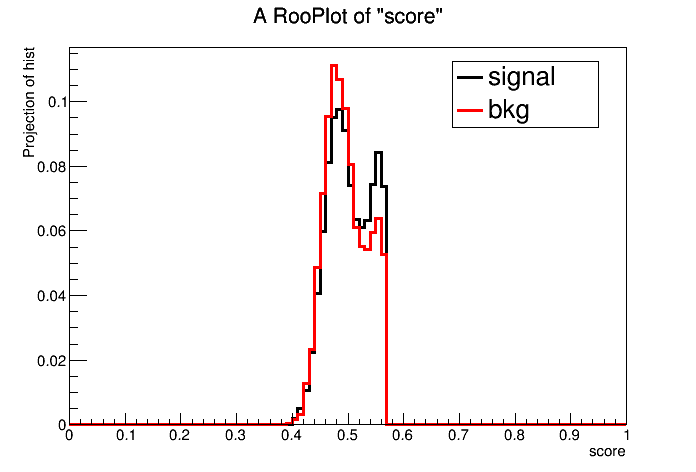 A RooPlot of "score"
Projection of hist
signal
bkg
0.1
0.08
0.06
0.04
0.02
0
0 0.1 0.2 0.3 0.4 0.5 0.6 0.7 0.8 0.9 1
score